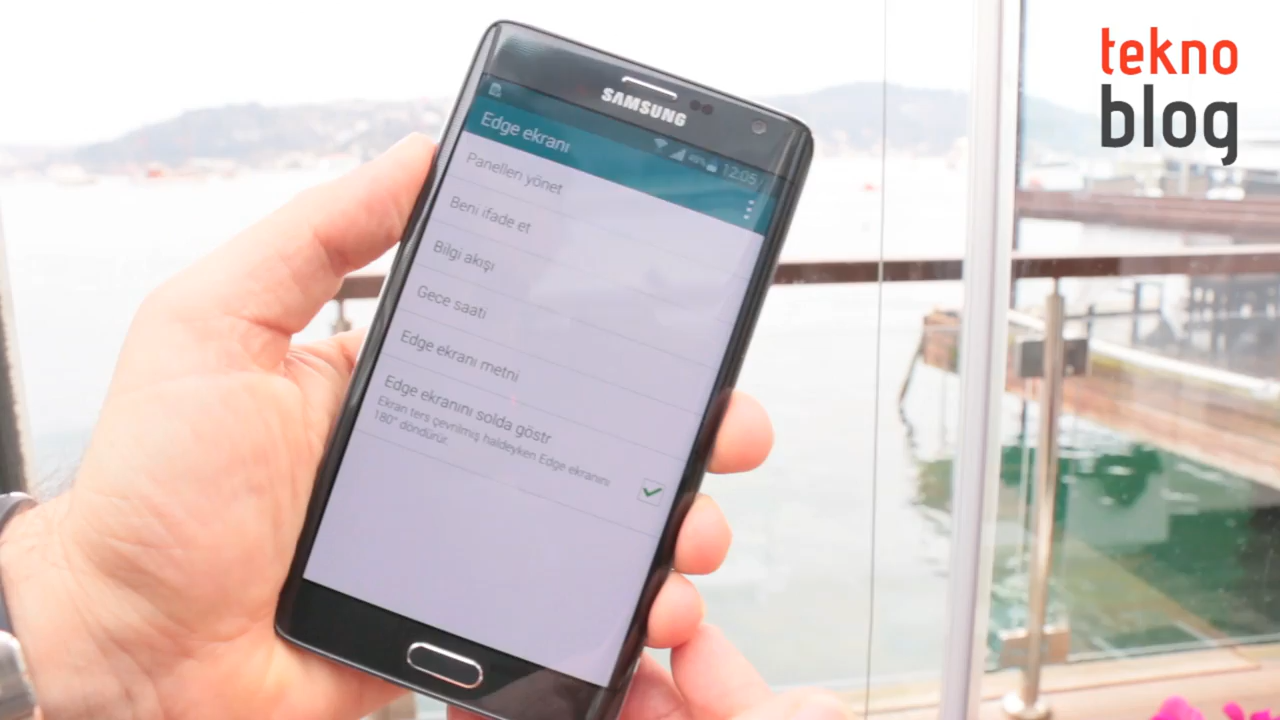 tekno
blog
SAMSUNG
12:05
Edge ekranı
Panelleri yönet
Beni ifade et
Bilgi akışı
Gece saati
Edge ekranı metni
Edge ekranını solda göstr
Ekran ters çevrilmiş haldeyken Edge ekranını
180° döndürür.